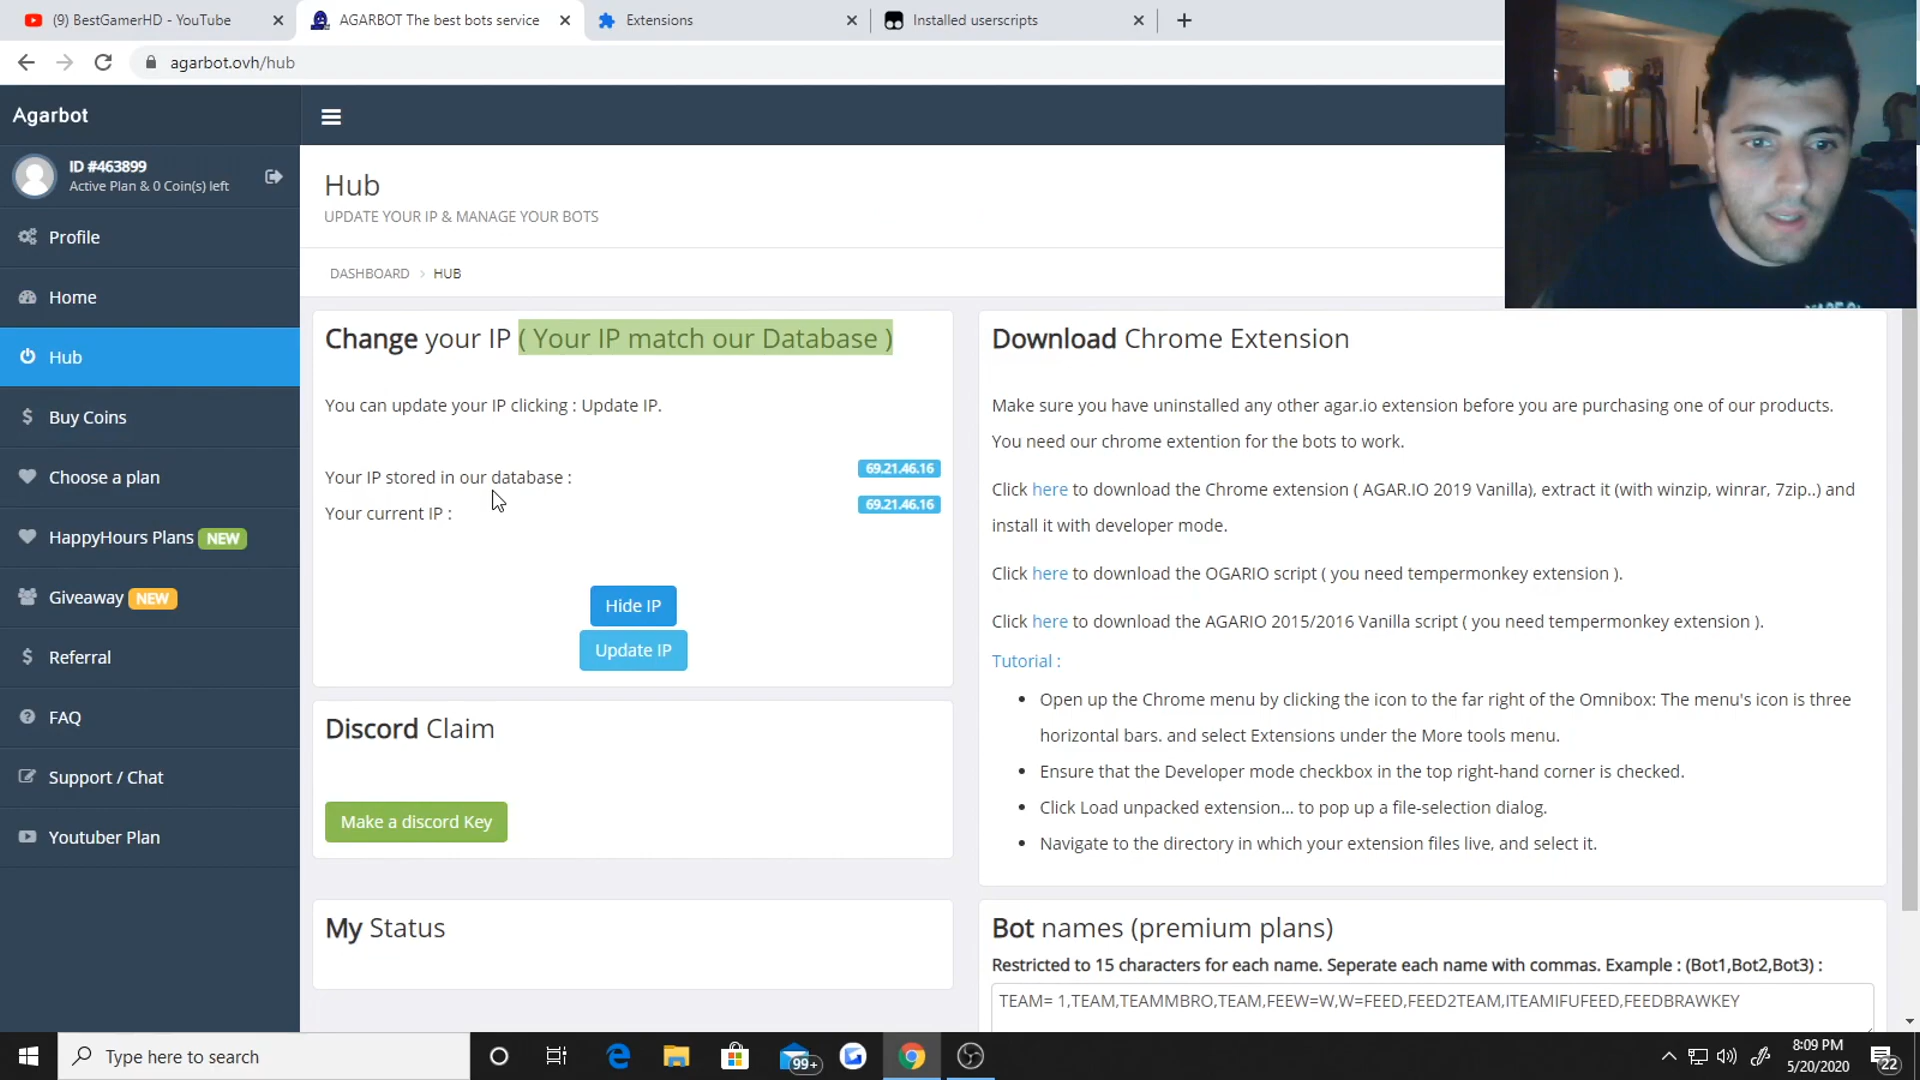 (9) BestGamerHD - YouTube
AGARBOT The best bots service
Extensions
Installed userscripts
agarbot.ovh/hub
Agarbot
ID #463899
Active Plan & 0 Coin(s) left
Profile
Home
Hub
Buy Coins
Choose a plan
HappyHours Plans NEW
Giveaway NEW
Referral
FAQ
Support / Chat
Youtuber Plan
Hub
UPDATE YOUR IP & MANAGE YOUR BOTS
DASHBOARD > HUB
Change your IP ( Your IP match our Database )
You can update your IP clicking : Update IP.
Your IP stored in our database : 69.21.46.16
Your current IP : 69.21.46.16
Hide IP
Update IP
Discord Claim
Make a discord Key
My Status
Download Chrome Extension
Make sure you have uninstalled any other agar.io extension before you are purchasing one of our products.
You need our chrome extention for the bots to work.
Click here to download the Chrome extension ( AGAR.IO 2019 Vanilla), extract it (with winzip, winrar, 7zip..) and
install it with developer mode.
Click here to download the OGARIO script ( you need tempermonkey extension ).
Click here to download the AGARIO 2015/2016 Vanilla script ( you need tempermonkey extension ).
Tutorial :
Open up the Chrome menu by clicking the icon to the far right of the Omnibox: The menu's icon is three
horizontal bars. and select Extensions under the More tools menu.
Ensure that the Developer mode checkbox in the top right-hand corner is checked.
Click Load unpacked extension... to pop up a file-selection dialog.
Navigate to the directory in which your extension files live, and select it.
Bot names (premium plans)
Restricted to 15 characters for each name. Seperate each name with commas. Example : (Bot1,Bot2,Bot3) :
TEAM= 1,TEAM,TEAMMBRO,TEAM,FEEW=W,W=FEED,FEED2TEAM,ITEAMIFUFEED,FEEDBRAWKEY
Type here to search
99+
8:09 PM
5/20/2020
22